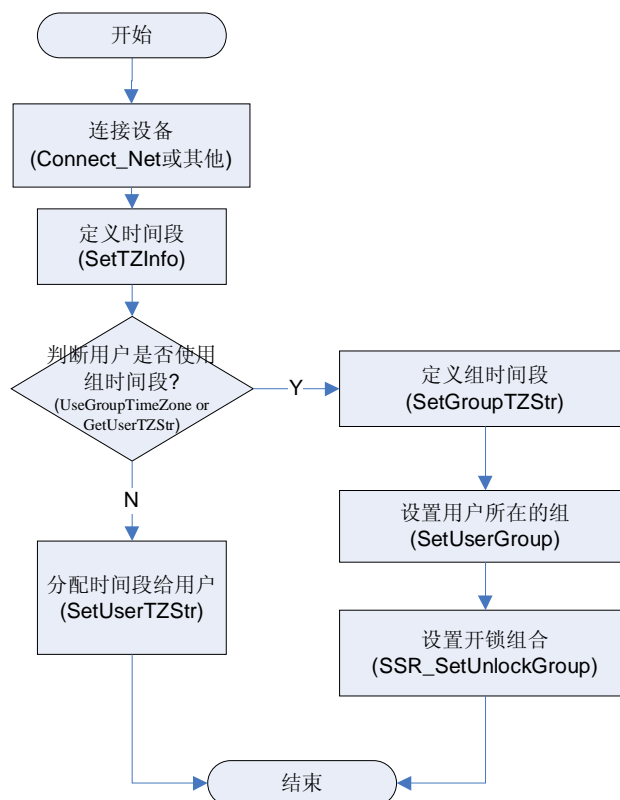 开始
连接设备
(Connect_Net或其他)
定义时间段
(SetTZInfo)
判断用户是否使用
组时间段?
(UseGroupTimeZone or
GetUserTZStr)
Y
定义组时间段
(SetGroupTZStr)
N
设置用户所在的组
(SetUserGroup)
分配时间段给用户
(SetUserTZStr)
设置开锁组合
(SSR_SetUnlockGroup)
结束